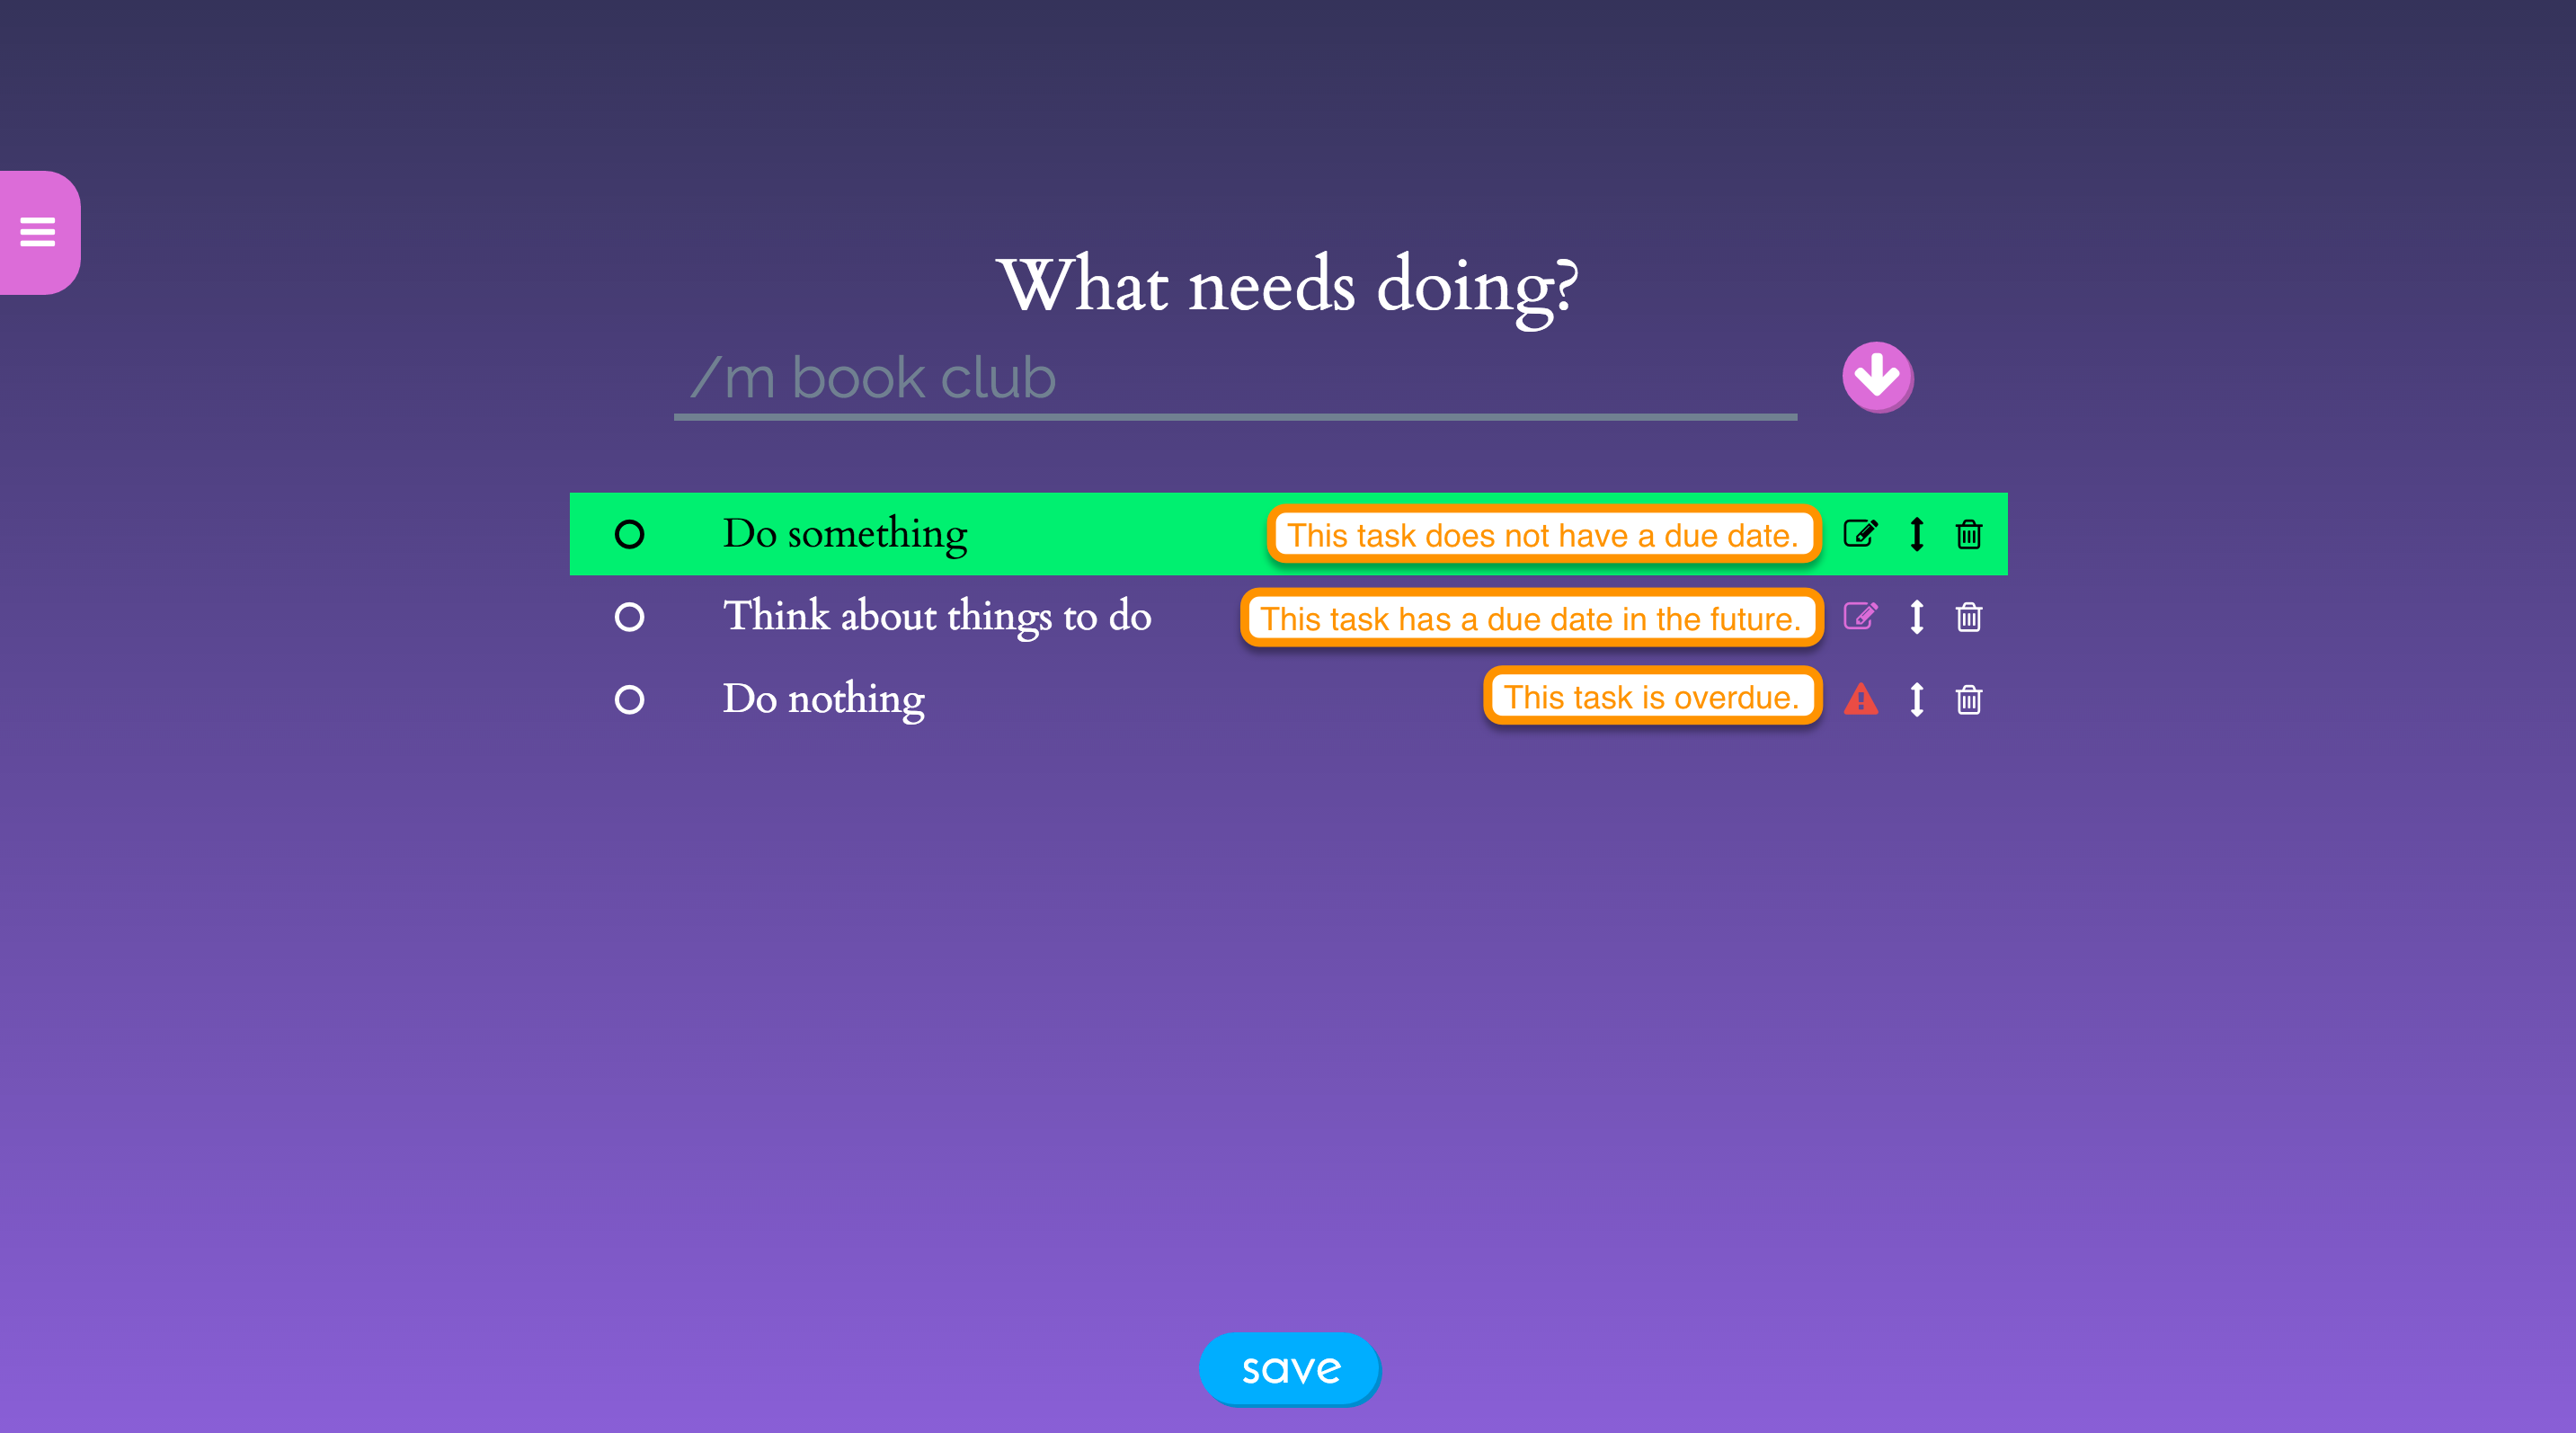 What needs doing?
/m book club
Do something This task does not have a due date.
Think about things to do This task has a due date in the future.
Do nothing This task is overdue.
save